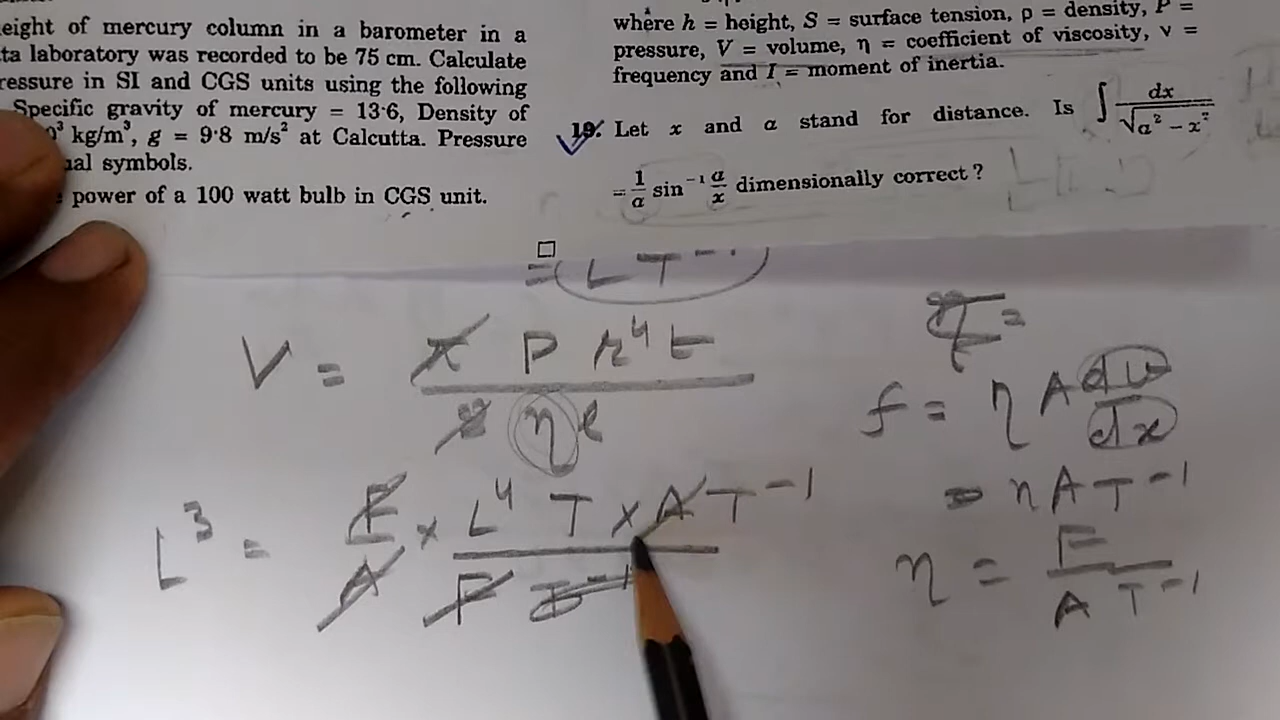 eight of mercury column in a barometer in a
ta laboratory was recorded to be 75 cm. Calculate
ressure in SI and CGS units using the following
Specific gravity of mercury = 13·6, Density of
0³ kg/m³, g = 9·8 m/s² at Calcutta. Pressure
ual symbols.
power of a 100 watt bulb in CGS unit.
where h = height, S = surface tension, ρ = density, P =
pressure, V = volume, η = coefficient of viscosity, ν =
frequency and I = moment of inertia.
19. Let x and a stand for distance. Is ∫ dx / √(a² − x²)
= 1/a sin⁻¹ a/x dimensionally correct ?
= L T⁻¹
V = π P r⁴ t / 8 η l
L³ = F/A × L⁴ T × A T⁻¹ / F
η =
f = η A dv/dx
= η A T⁻¹
η = F / A T⁻¹